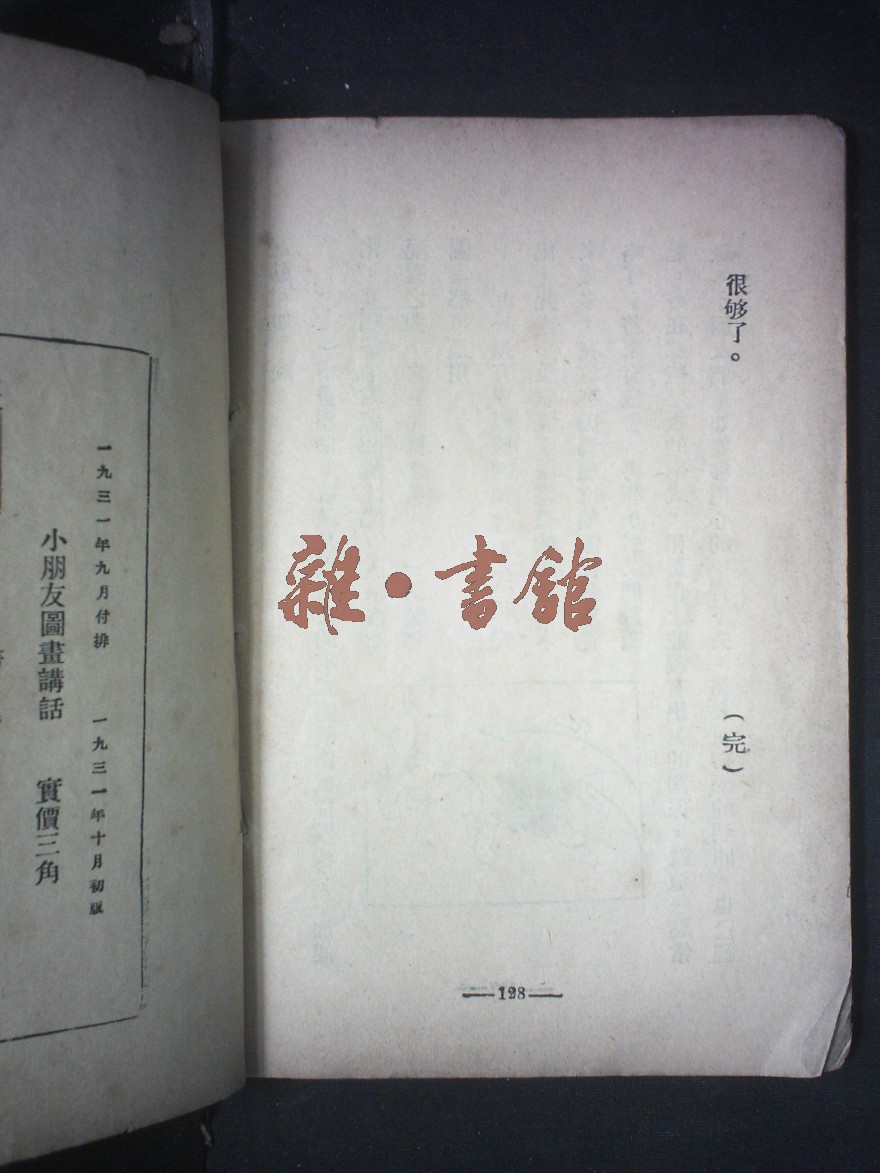 很够了。
(完)
—128—
雜•書館
一九三一年九月付排 一九三一年十月初版
小朋友圖畫講話 實價三角